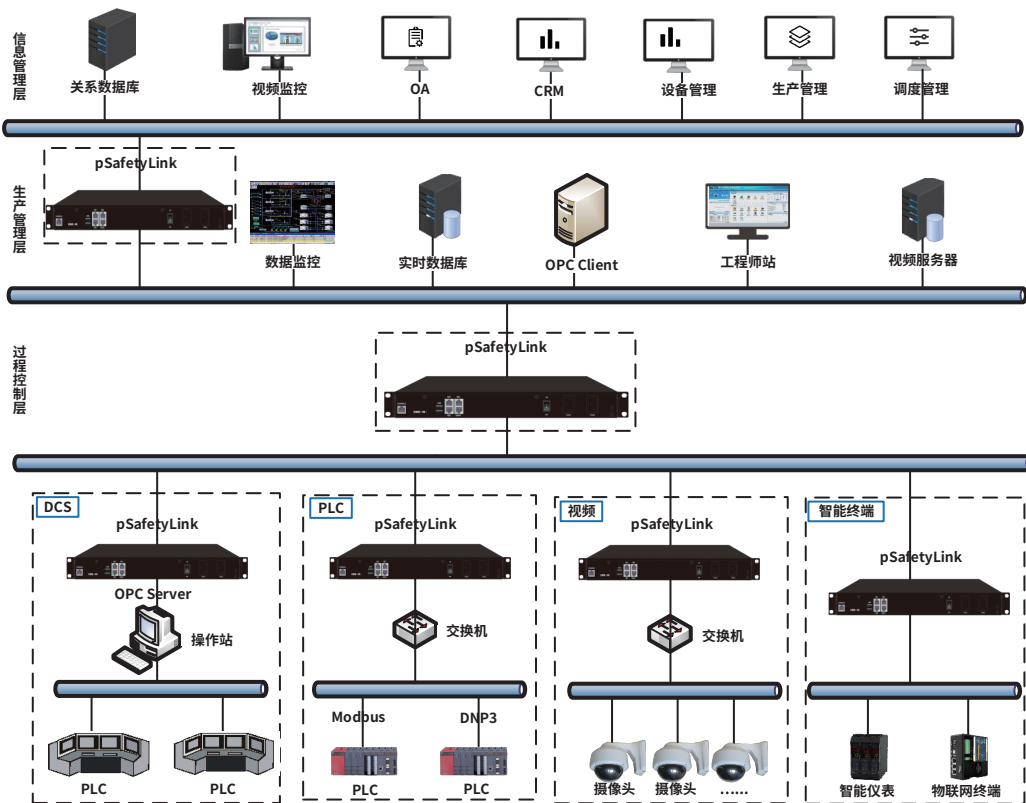 信息管理层
关系数据库
视频监控
OA
CRM
设备管理
生产管理
调度管理
生产管理层
pSafetyLink
数据监控
实时数据库
OPC Client
工程师站
视频服务器
过程控制层
pSafetyLink
DCS
pSafetyLink
OPC Server
操作站
PLC
PLC
PLC
pSafetyLink
交换机
Modbus
DNP3
PLC
PLC
视频
pSafetyLink
交换机
摄像头
摄像头
......
智能终端
pSafetyLink
智能仪表
物联网终端